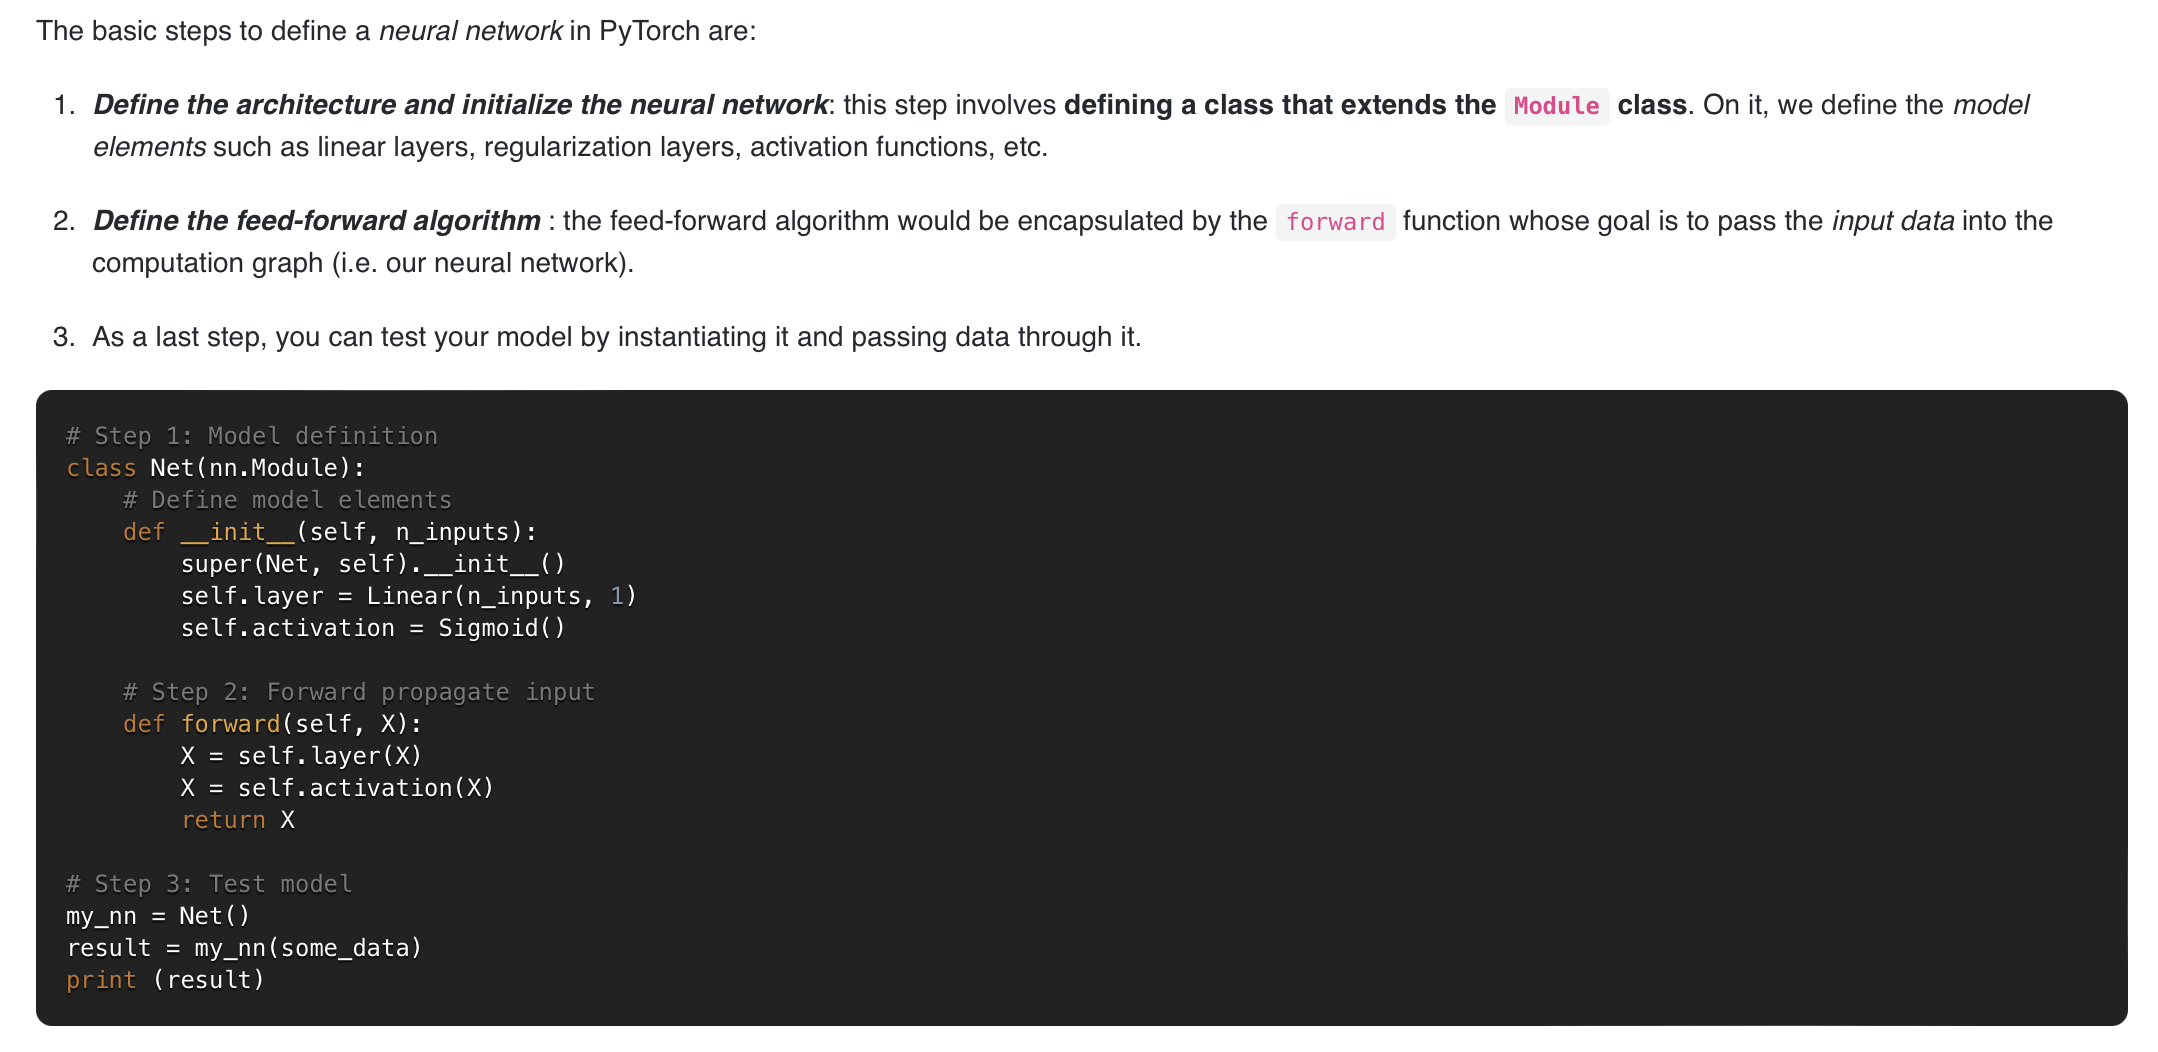 The basic steps to define a neural network in PyTorch are:
1. Define the architecture and initialize the neural network: this step involves defining a class that extends the Module class. On it, we define the model
elements such as linear layers, regularization layers, activation functions, etc.
2. Define the feed-forward algorithm : the feed-forward algorithm would be encapsulated by the forward function whose goal is to pass the input data into the
computation graph (i.e. our neural network).
3. As a last step, you can test your model by instantiating it and passing data through it.
# Step 1: Model definition
class Net(nn.Module):
    # Define model elements
    def __init__(self, n_inputs):
        super(Net, self).__init__()
        self.layer = Linear(n_inputs, 1)
        self.activation = Sigmoid()
    # Step 2: Forward propagate input
    def forward(self, X):
        X = self.layer(X)
        X = self.activation(X)
        return X
# Step 3: Test model
my_nn = Net()
result = my_nn(some_data)
print (result)